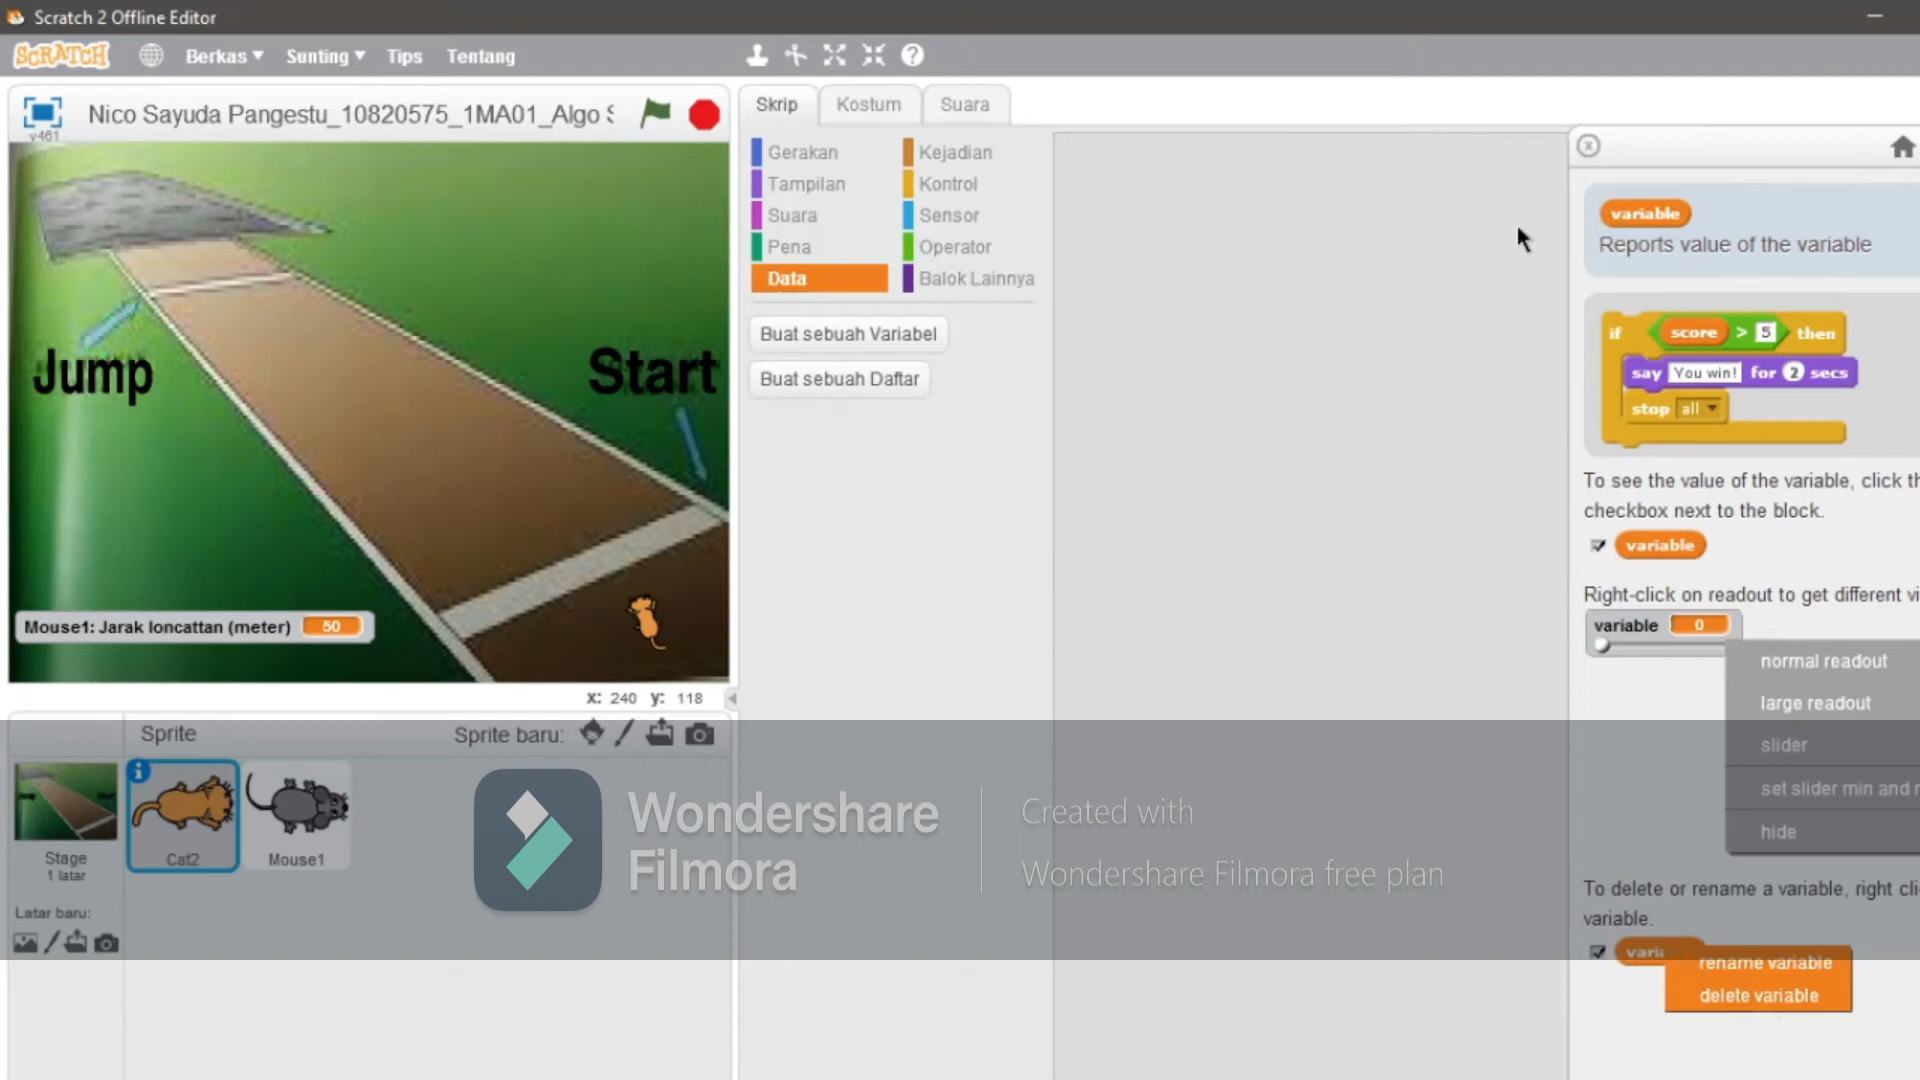 Scratch 2 Offline Editor
SCRATCH
Berkas
Sunting
Tips
Tentang
v461
Nico Sayuda Pangestu_10820575_1MA01_Algo
Jump
Start
Mouse1: Jarak loncattan (meter) 50
x: 240 y: 118
Skrip
Kostum
Suara
Gerakan
Kejadian
Tampilan
Kontrol
Suara
Sensor
Pena
Operator
Data
Balok Lainnya
Buat sebuah Variabel
Buat sebuah Daftar
variable
Reports value of the variable
if score > 5 then
say You win! for 2 secs
stop all
To see the value of the variable, click
checkbox next to the block.
variable
Right-click on readout to get different
variable 0
normal readout
large readout
slider
set slider min and
hide
To delete or rename a variable, right
variable.
rename variable
delete variable
Sprite
Sprite baru:
Stage
1 latar
Cat2
Mouse1
Latar baru:
Wondershare
Filmora
Created with
Wondershare Filmora free plan